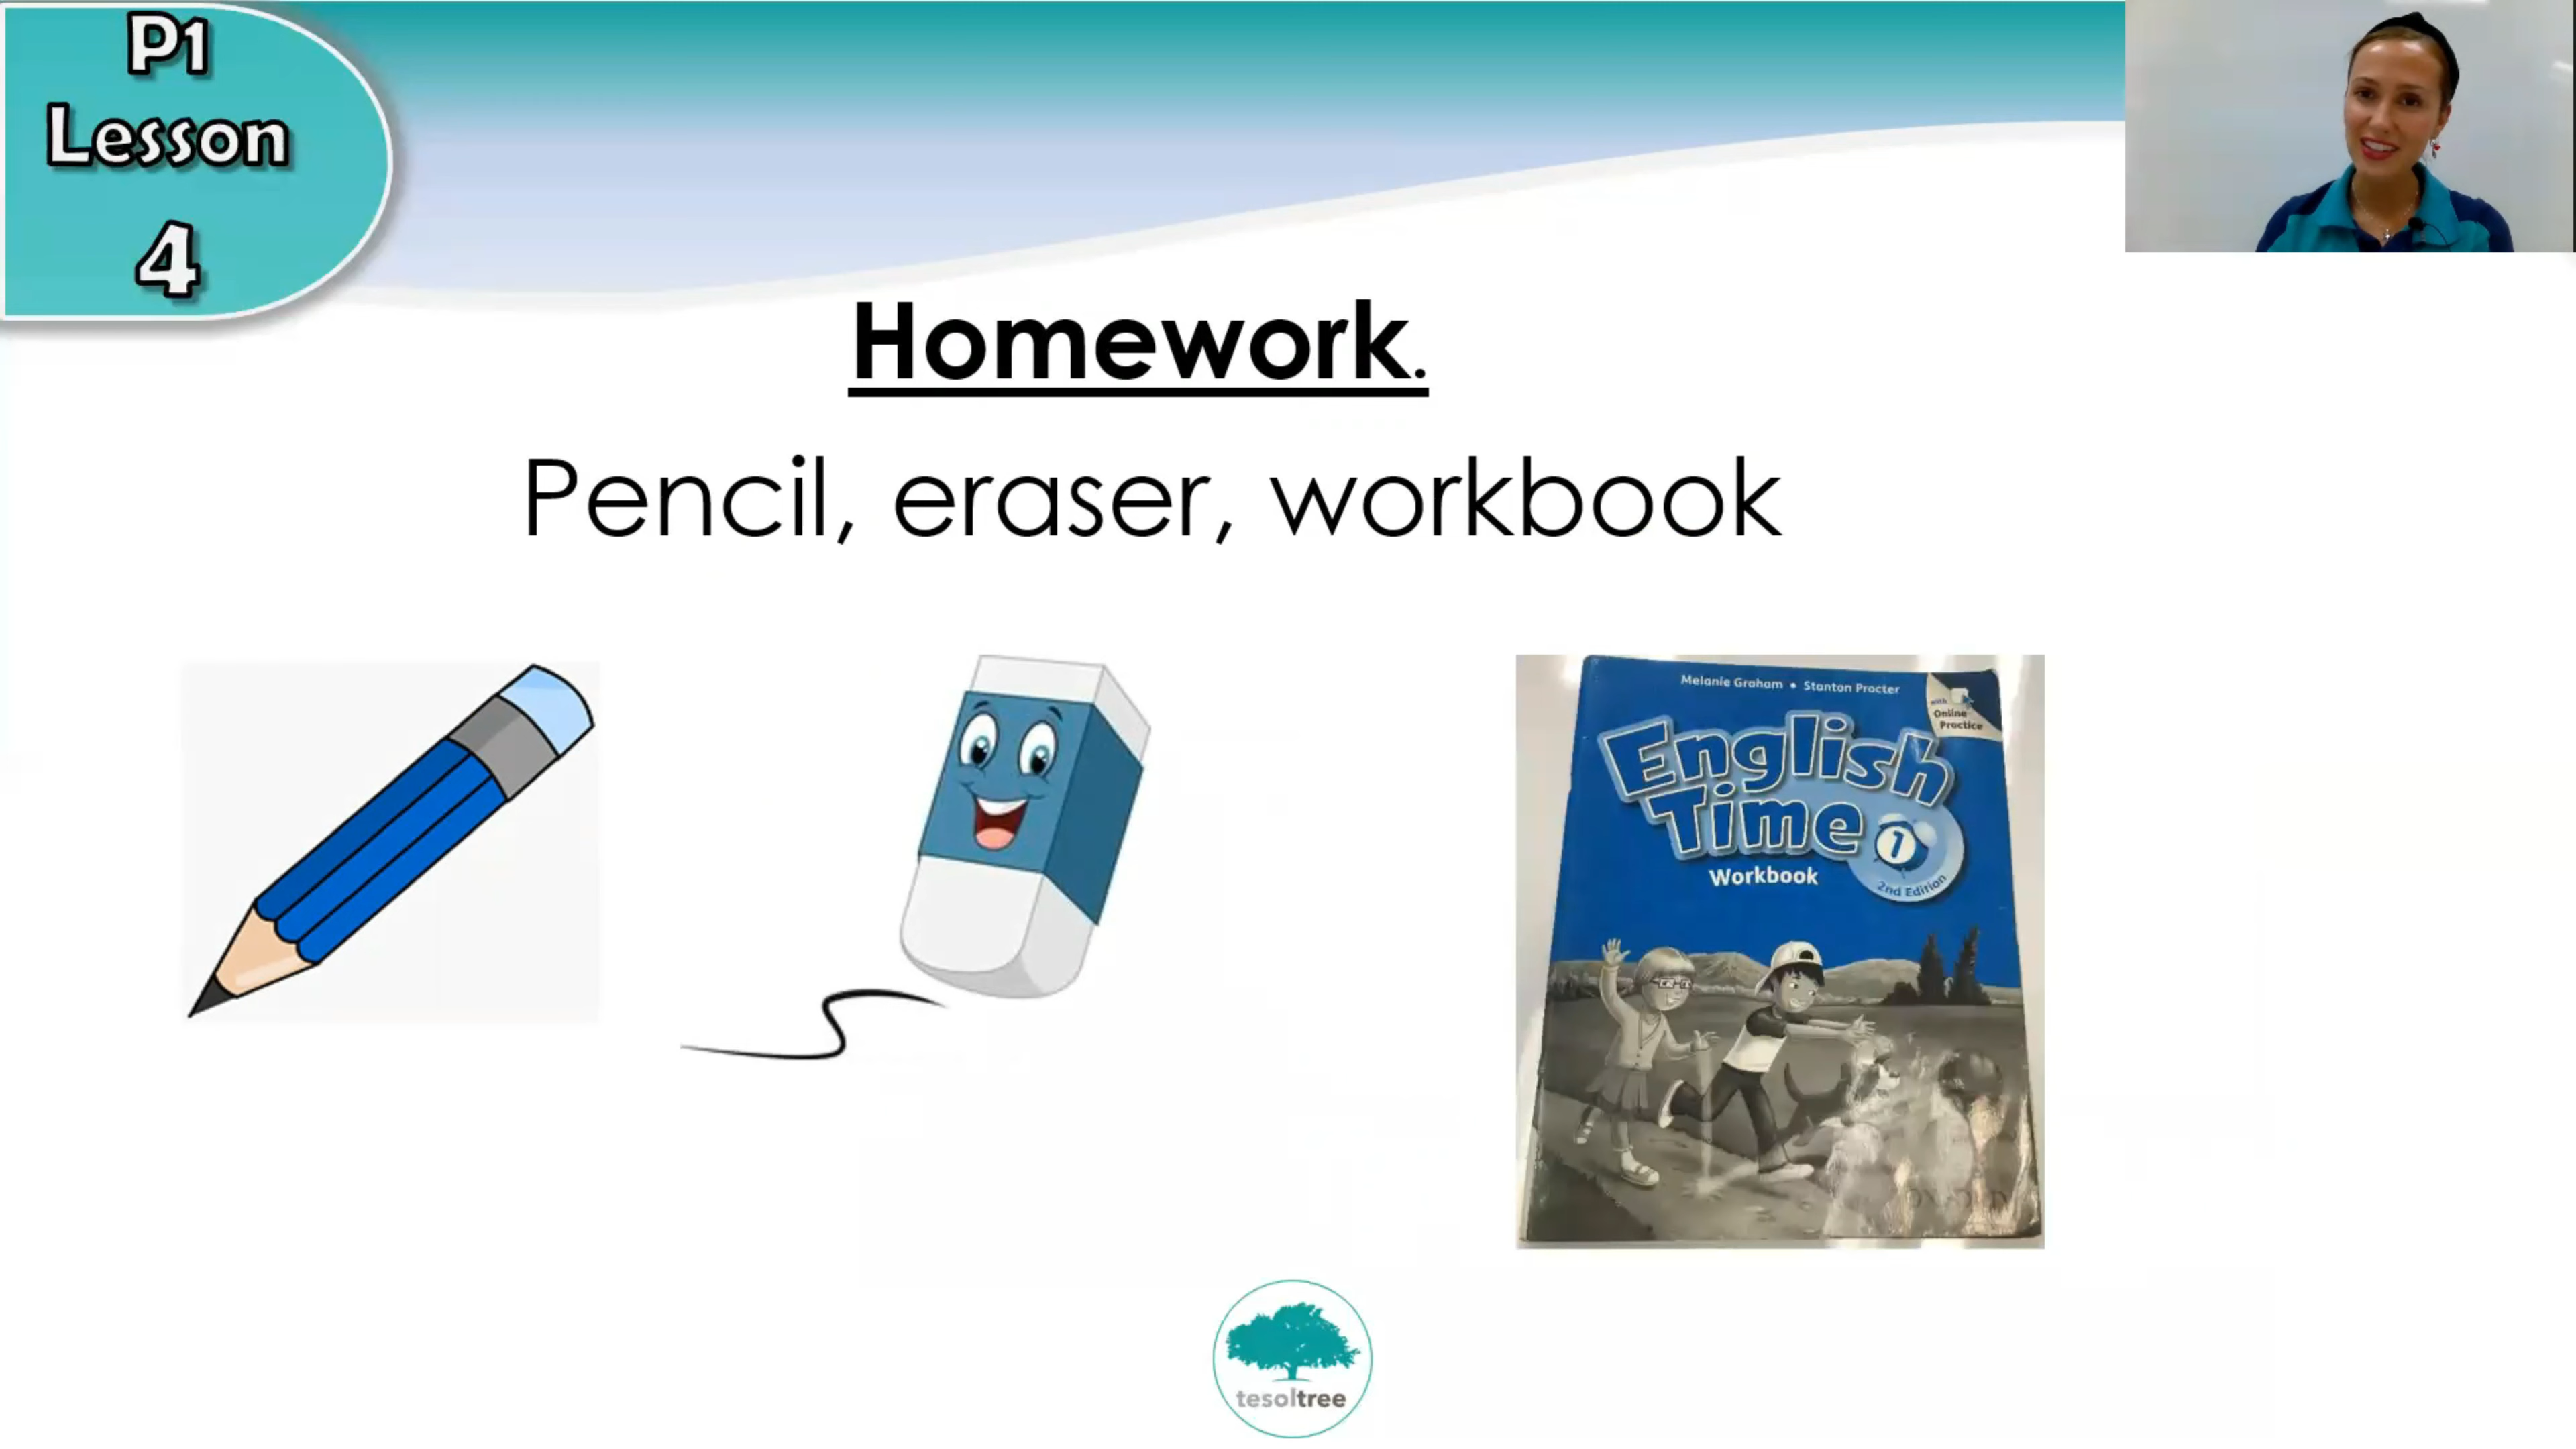 P1
Lesson
4
Homework.
Pencil, eraser, workbook
Melanie Graham • Stanton Procter
with
Online
Practice
English
Time 1
Workbook
2nd Edition
tesoltree